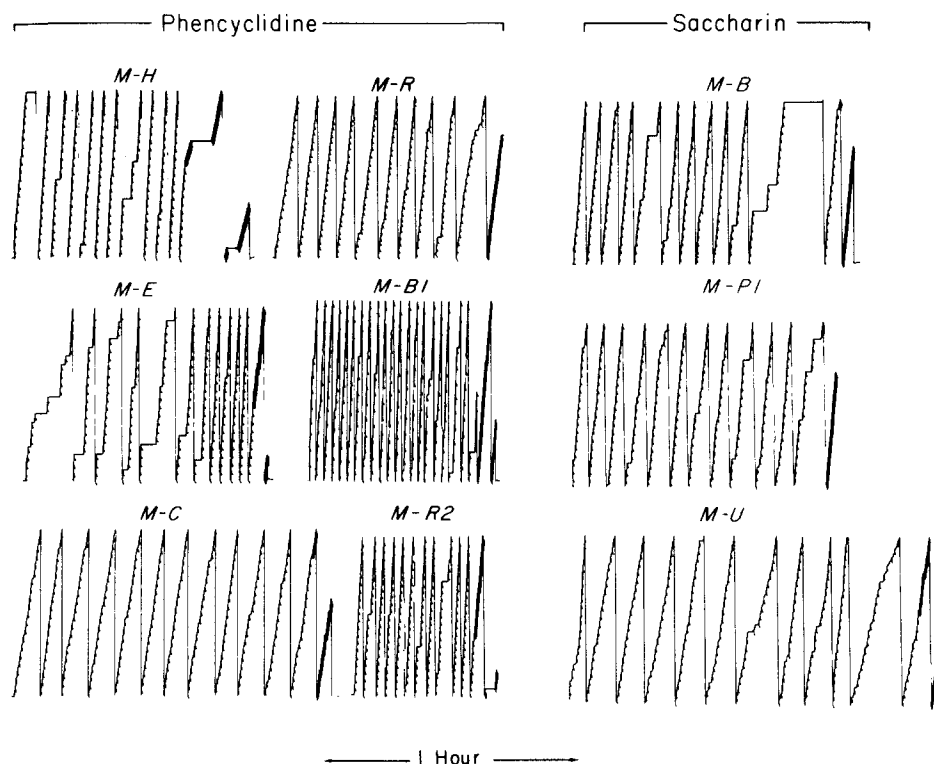 Phencyclidine Saccharin
M-H M-R M-B
M-E M-B1 M-P1
M-C M-R2 M-U
1 Hour